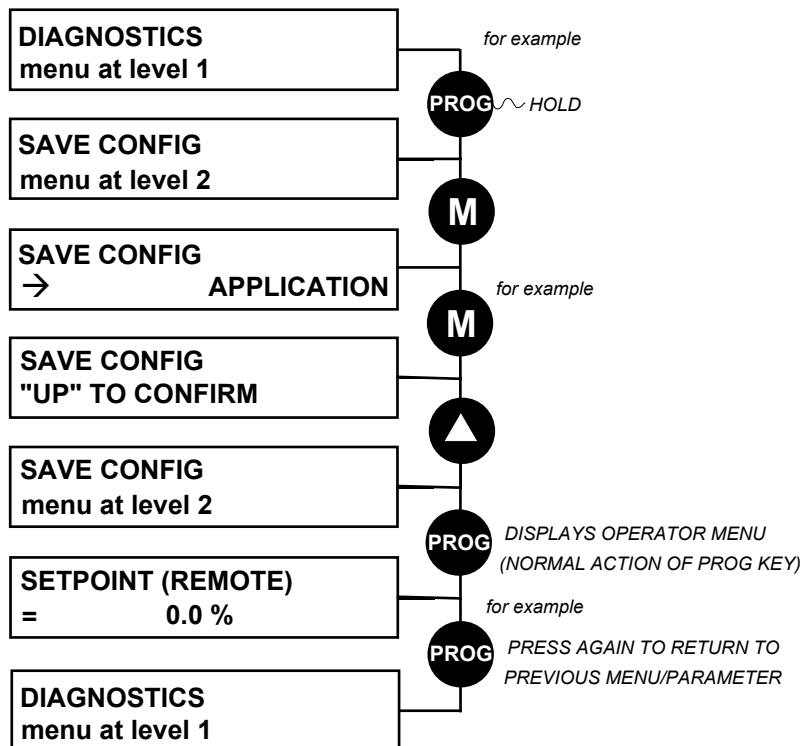 DIAGNOSTICS
menu at level 1
for example
PROG
HOLD
SAVE CONFIG
menu at level 2
M
SAVE CONFIG
→ APPLICATION
for example
M
SAVE CONFIG
"UP" TO CONFIRM
SAVE CONFIG
menu at level 2
PROG
DISPLAYS OPERATOR MENU
(NORMAL ACTION OF PROG KEY)
SETPOINT (REMOTE)
= 0.0 %
for example
PROG
PRESS AGAIN TO RETURN TO
PREVIOUS MENU/PARAMETER
DIAGNOSTICS
menu at level 1